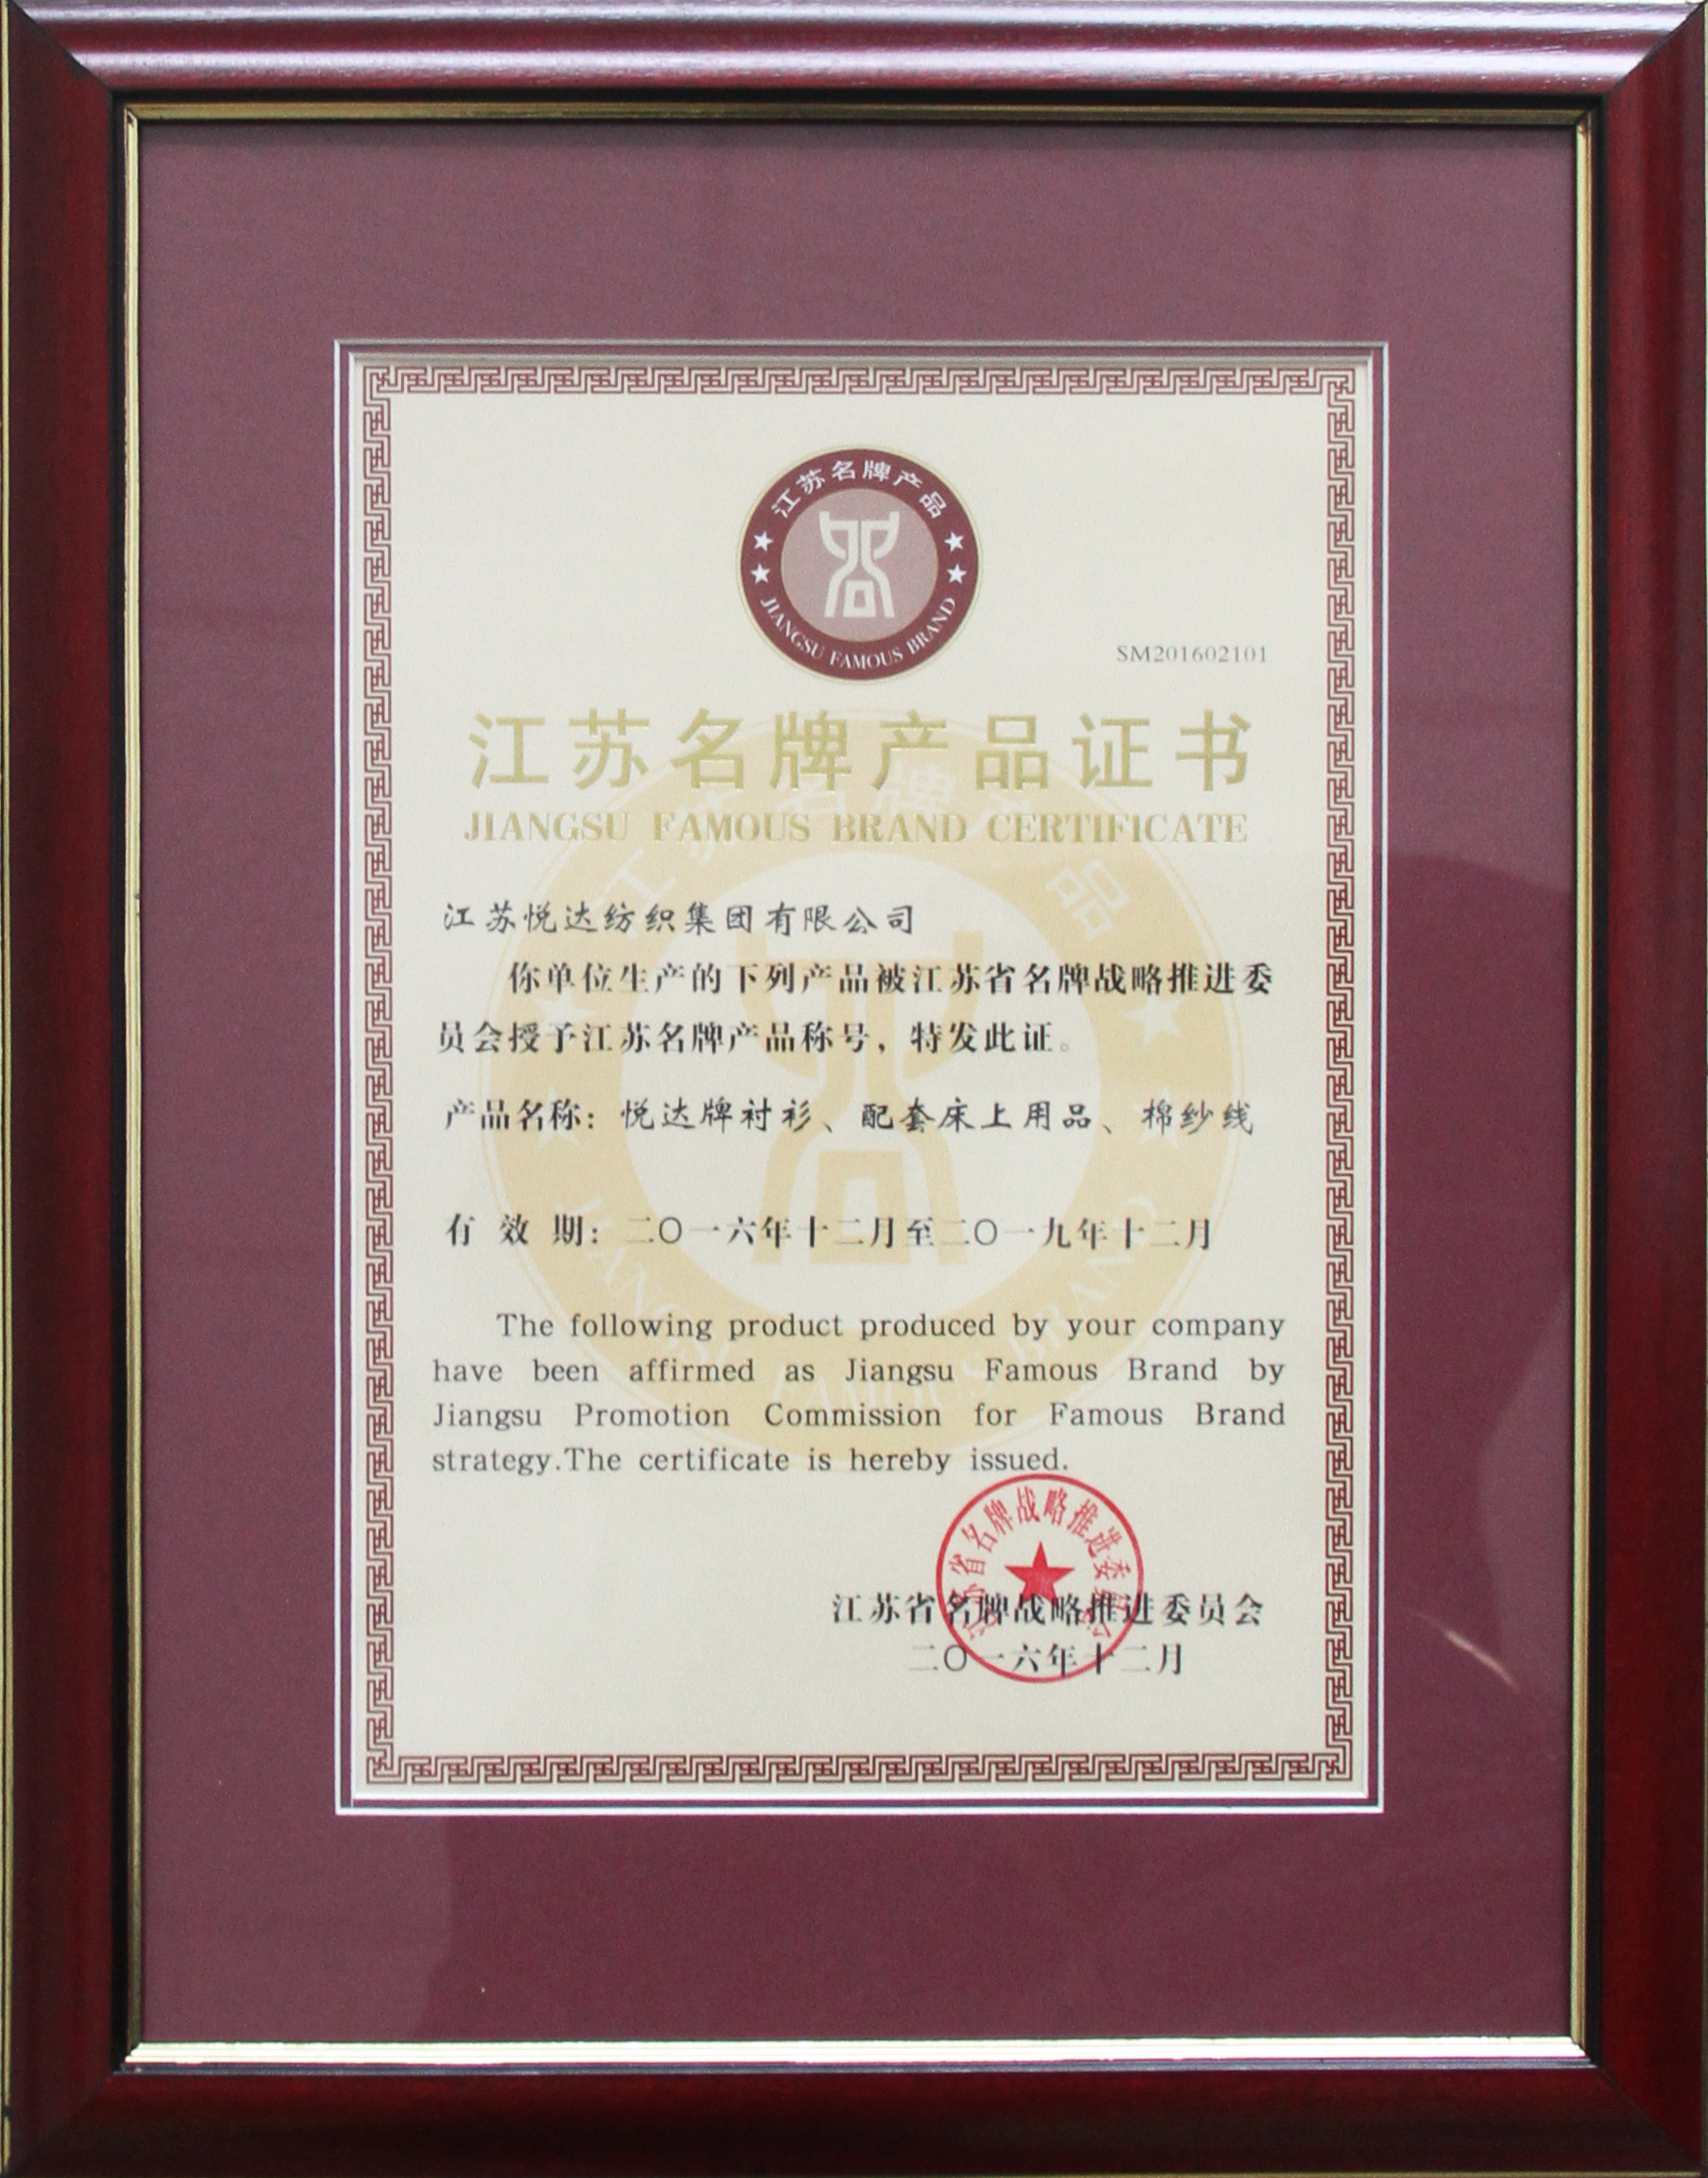 江苏名牌产品
JIANGSU FAMOUS BRAND
SM201602101
江苏名牌产品证书
JIANGSU FAMOUS BRAND CERTIFICATE
江苏悦达纺织集团有限公司
你单位生产的下列产品被江苏省名牌战略推进委
员会授予江苏名牌产品称号，特发此证。
产品名称：悦达牌衬衫、配套床上用品、棉纱线
有 效 期：二〇一六年十二月至二〇一九年十二月
The following product produced by your company
have been affirmed as Jiangsu Famous Brand by
Jiangsu Promotion Commission for Famous Brand
strategy.The certificate is hereby issued.
江苏省名牌战略推进委员会
江苏省名牌战略推进委员会
二〇一六年十二月